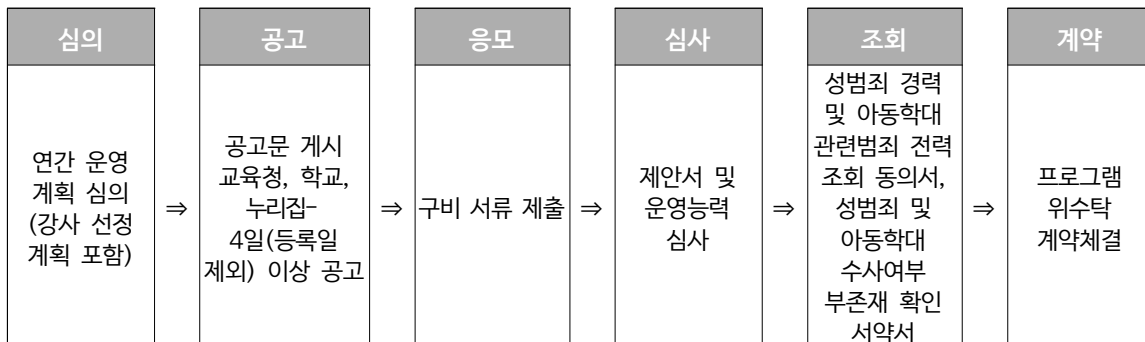 심의
공고
응모
심사
조회
계약
연간 운영
계획 심의
(강사 선정
계획 포함)
⇒
공고문 게시
교육청, 학교,
누리집-
4일(등록일
제외) 이상 공고
⇒
구비 서류 제출
⇒
제안서 및
운영능력
심사
⇒
성범죄 경력
및 아동학대
관련범죄 전력
조회 동의서,
성범죄 및
아동학대
수사여부
부존재 확인
서약서
⇒
프로그램
위수탁
계약체결